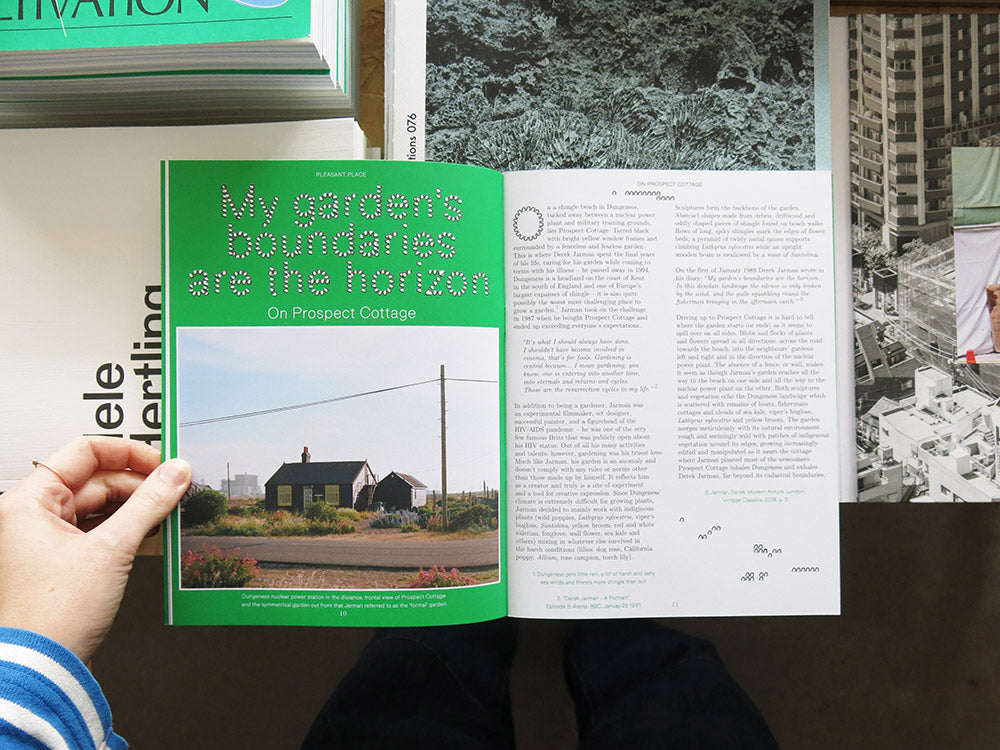 LTIVATION
ations 076
ele
dertling
PLEASANT PLACE
My garden's
boundaries
are the horizon
On Prospect Cottage
Dungeness nuclear power station in the distance, frontal view of Prospect Cottage
and the symmetrical garden out front that Jarman referred to as the 'formal' garden.
10
ON PROSPECT COTTAGE
On a shingle beach in Dungeness,
tucked away between a nuclear power
plant and military training grounds,
lies Prospect Cottage. Tarred black
with bright yellow window frames and
surrounded by a fenceless and fearless garden.
This is where Derek Jarman spent the final years
of his life, caring for his garden while coming to
terms with his illness – he passed away in 1994.
Dungeness is a headland on the coast of Kent
in the south of England and one of Europe's
largest expanses of shingle – it is also quite
possibly the worst most challenging place to
grow a garden.¹ Jarman took on the challenge
in 1987 when he bought Prospect Cottage and
ended up exceeding everyone's expectations.
"It's what I should always have done,
I shouldn't have become involved in
cinema, that's for fools. Gardening is
central because... I mean gardening, you
know, one is entering into another time,
into eternals and returns and cycles.
Those are the resurrection cycles in my life." ²
In addition to being a gardener, Jarman was
an experimental filmmaker, set designer,
successful painter, and a figurehead of the
HIV/AIDS pandemic – he was one of the very
few famous Brits that was publicly open about
his HIV status. Out of all his many activities
and talents, however, gardening was his truest love.
Much like Jarman, his garden is an anomaly and
doesn't comply with any rules or norms other
than those made up by himself. It reflects him
as a creator and truly is a site of experiment
and a tool for creative expression. Since Dungeness'
climate is extremely difficult for growing plants,
Jarman decided to mainly work with indigenous
plants (wild poppies, Lathyrus sylvestris, viper's
bugloss, Santolina, yellow broom, red and white
valerian, foxglove, wall flower, sea kale and
others) mixing in whatever else survived in
the harsh conditions (lilies, dog rose, California
poppy, Allium, rose campion, torch lily).
1. Dungeness gets little rain, a lot of harsh and salty
sea winds and there's more shingle than soil
2. "Derek Jarman – A Portrait"
Episode 8, Arena: BBC, January 25 1991
Sculptures form the backbone of the garden.
Abstract shapes made from debris, driftwood and
oddly shaped pieces of shingle found on beach walks.
Rows of long, spiky shingles mark the edges of flower
beds, a pyramid of twirly metal spires supports
climbing Lathyrus sylvestris while an upright
wooden beam is swallowed by a wave of Santolina.
On the first of January 1989 Derek Jarman wrote in
his diary: "My garden's boundaries are the horizon.
In this desolate landscape the silence is only broken
by the wind, and the gulls squabbling round the
fishermen bringing in the afternoon catch." ³
Driving up to Prospect Cottage it is hard to tell
where the garden starts (or ends) as it seems to
spill over on all sides. Blobs and flocks of plants
and flowers spread in all directions: across the road
towards the beach, into the neighbours' gardens
left and right and in the direction of the nuclear
power plant. The absence of a fence, or wall, makes
it seem as though Jarman's garden reaches all the
way to the beach on one side and all the way to the
nuclear power plant on the other. Both sculptures
and vegetation echo the Dungeness landscape which
is scattered with remains of boats, fishermans'
cottages and clouds of sea kale, viper's bugloss,
Lathyrus sylvestris and yellow broom. The garden
merges meticulously with its natural environment:
rough and seemingly wild with patches of indigenous
vegetation around its edges, growing increasingly
edited and manipulated as it nears the cottage
where Jarman planted most of the newcomers.
Prospect Cottage inhales Dungeness and exhales
Derek Jarman, far beyond its cadastral boundaries.
3. Jarman, Derek. Modern Nature. London:
Vintage Classics, 2018, p. 3.
11